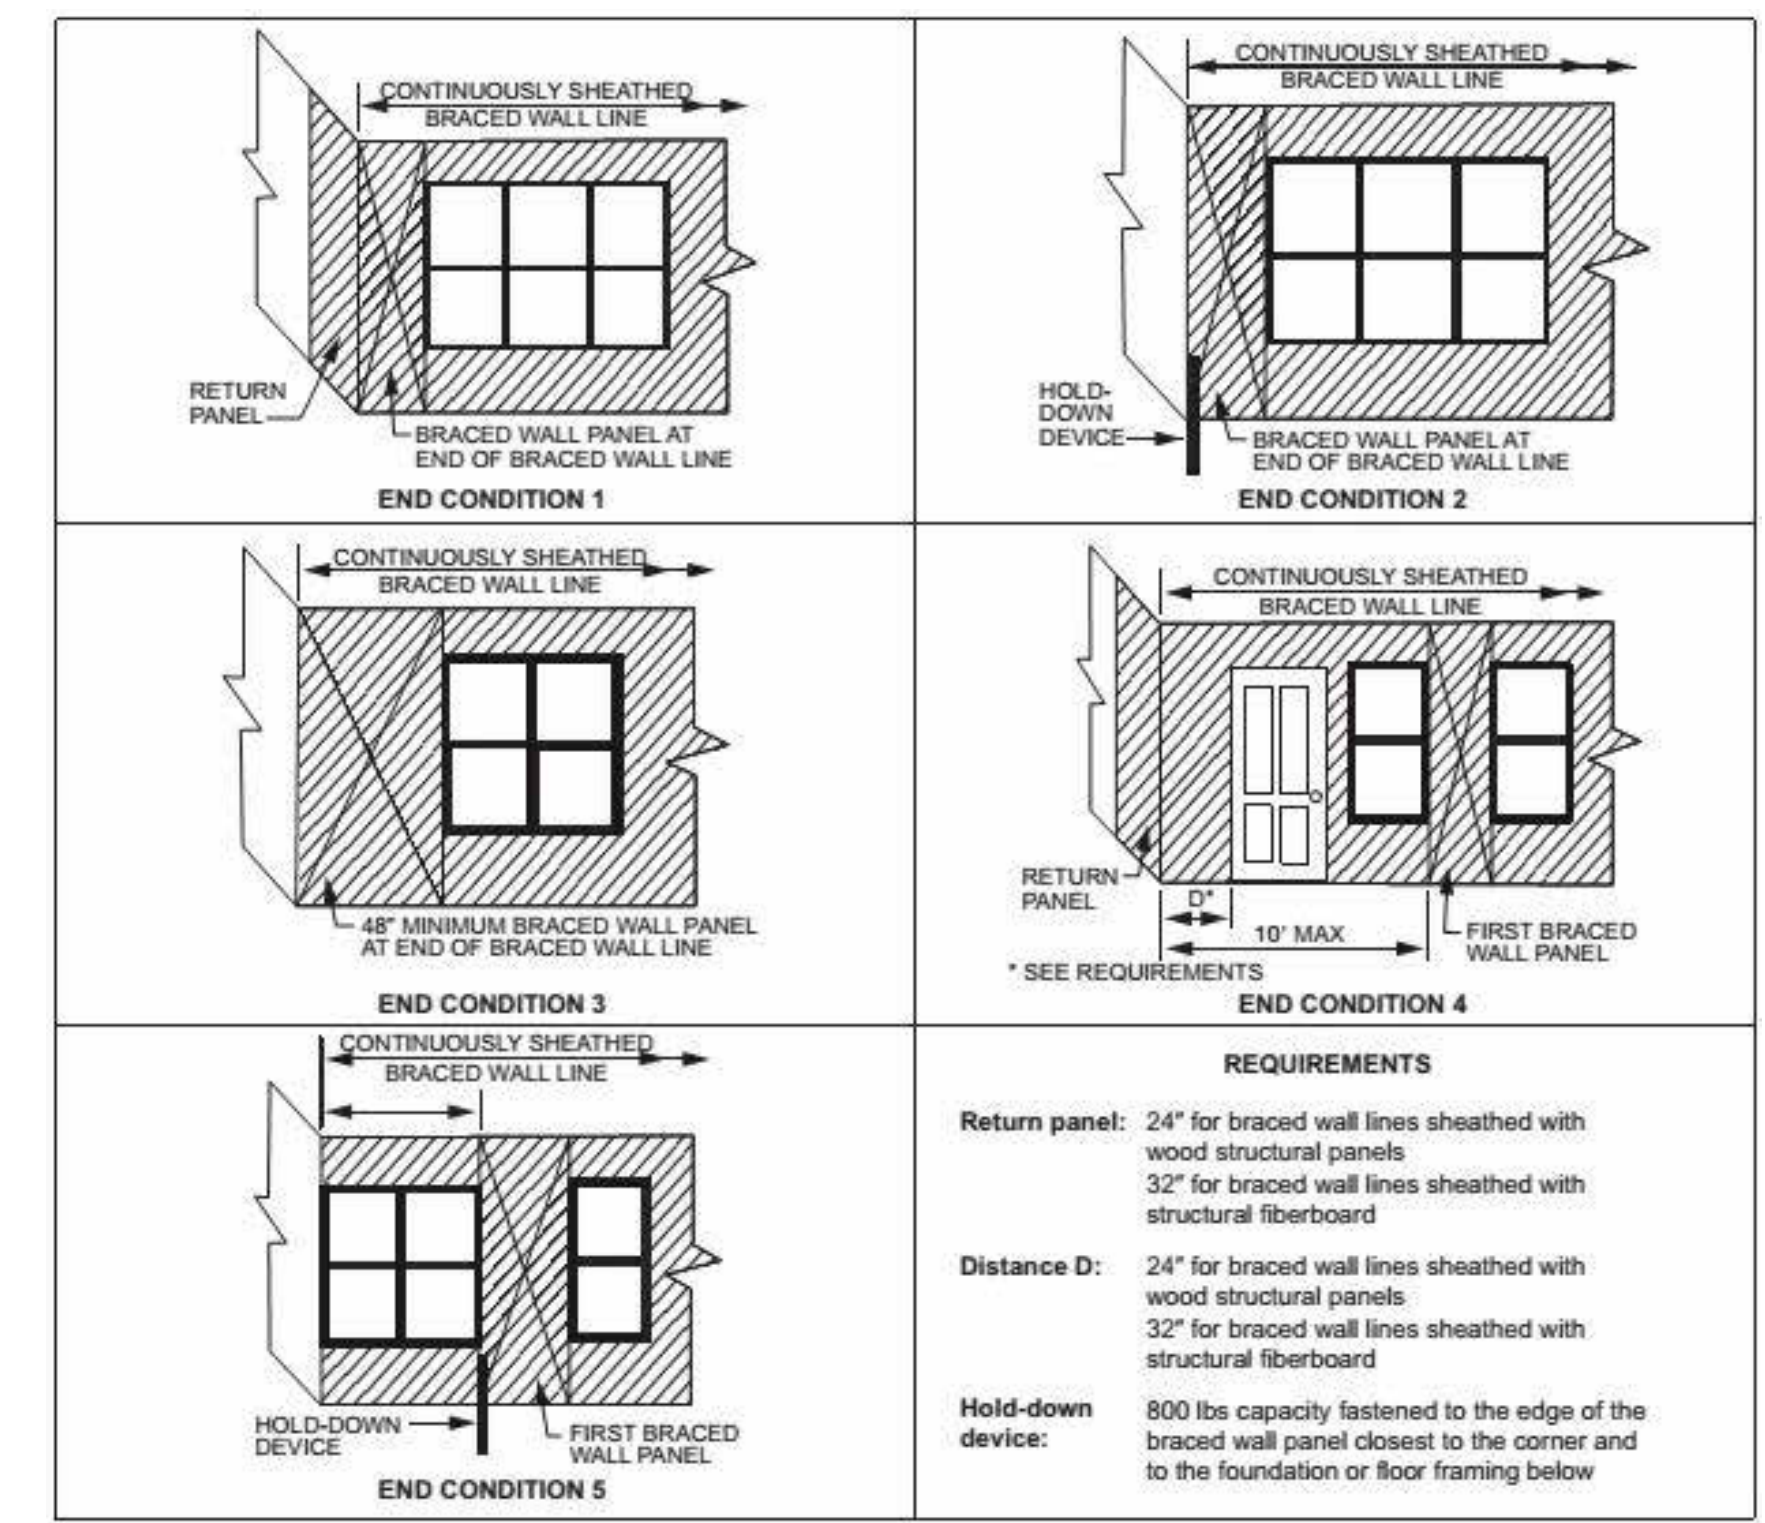 CONTINUOUSLY SHEATHED
BRACED WALL LINE
RETURN
PANEL
BRACED WALL PANEL AT
END OF BRACED WALL LINE
END CONDITION 1
CONTINUOUSLY SHEATHED
BRACED WALL LINE
HOLD-
DOWN
DEVICE
BRACED WALL PANEL AT
END OF BRACED WALL LINE
END CONDITION 2
CONTINUOUSLY SHEATHED
BRACED WALL LINE
48″ MINIMUM BRACED WALL PANEL
AT END OF BRACED WALL LINE
END CONDITION 3
CONTINUOUSLY SHEATHED
BRACED WALL LINE
RETURN
PANEL
D*
10′ MAX
FIRST BRACED
WALL PANEL
* SEE REQUIREMENTS
END CONDITION 4
CONTINUOUSLY SHEATHED
BRACED WALL LINE
HOLD-DOWN
DEVICE
FIRST BRACED
WALL PANEL
END CONDITION 5
REQUIREMENTS
Return panel: 24″ for braced wall lines sheathed with
wood structural panels
32″ for braced wall lines sheathed with
structural fiberboard
Distance D: 24″ for braced wall lines sheathed with
wood structural panels
32″ for braced wall lines sheathed with
structural fiberboard
Hold-down 800 lbs capacity fastened to the edge of the
device: braced wall panel closest to the corner and
to the foundation or floor framing below